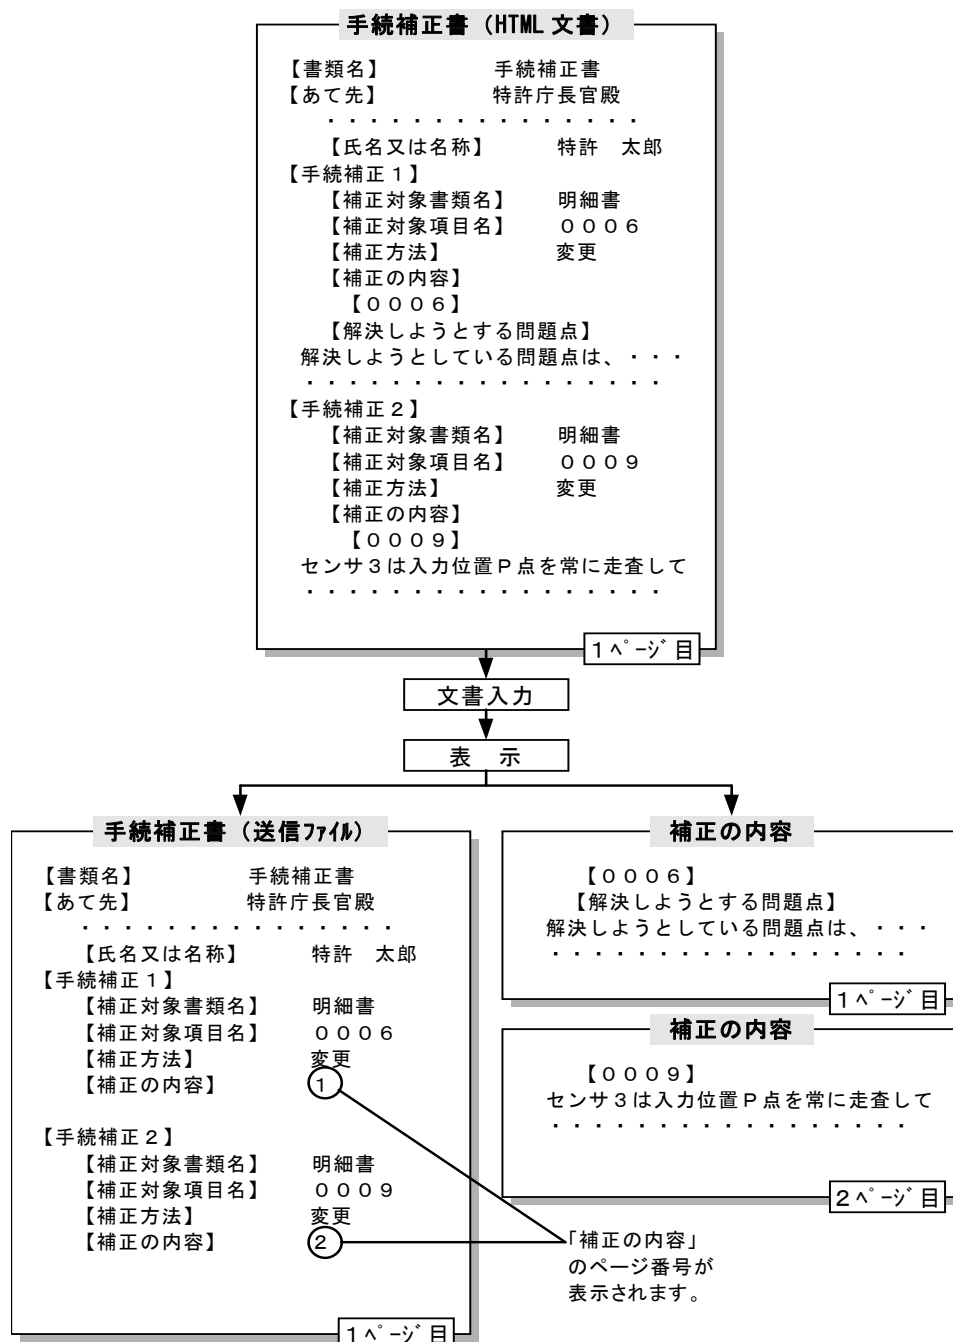 手続補正書（HTML 文書）
【書類名】　　　　　手続補正書
【あて先】　　　　　特許庁長官殿
・・・・・・・・・・・・・・・
【氏名又は名称】　　　特許　太郎
【手続補正１】
【補正対象書類名】　　明細書
【補正対象項目名】　　０００６
【補正方法】　　　　　変更
【補正の内容】
【０００６】
【解決しようとする問題点】
解決しようとしている問題点は、・・・
・・・・・・・・・・・・・・・・・
【手続補正２】
【補正対象書類名】　　明細書
【補正対象項目名】　　０００９
【補正方法】　　　　　変更
【補正の内容】
【０００９】
センサ３は入力位置Ｐ点を常に走査して
・・・・・・・・・・・・・・・・・
１ﾍﾟｰｼﾞ目
文書入力
表　示
手続補正書（送信ﾌｧｲﾙ）
【書類名】　　　　　手続補正書
【あて先】　　　　　特許庁長官殿
・・・・・・・・・・・・・・・
【氏名又は名称】　　　特許　太郎
【手続補正１】
【補正対象書類名】　　明細書
【補正対象項目名】　　０００６
【補正方法】　　　　　変更
【補正の内容】　　　　①
【手続補正２】
【補正対象書類名】　　明細書
【補正対象項目名】　　０００９
【補正方法】　　　　　変更
【補正の内容】　　　　②
１ﾍﾟｰｼﾞ目
補正の内容
【０００６】
【解決しようとする問題点】
解決しようとしている問題点は、・・・
・・・・・・・・・・・・・・・・・
１ﾍﾟｰｼﾞ目
補正の内容
【０００９】
センサ３は入力位置Ｐ点を常に走査して
・・・・・・・・・・・・・・・・・
２ﾍﾟｰｼﾞ目
「補正の内容」
のページ番号が
表示されます。